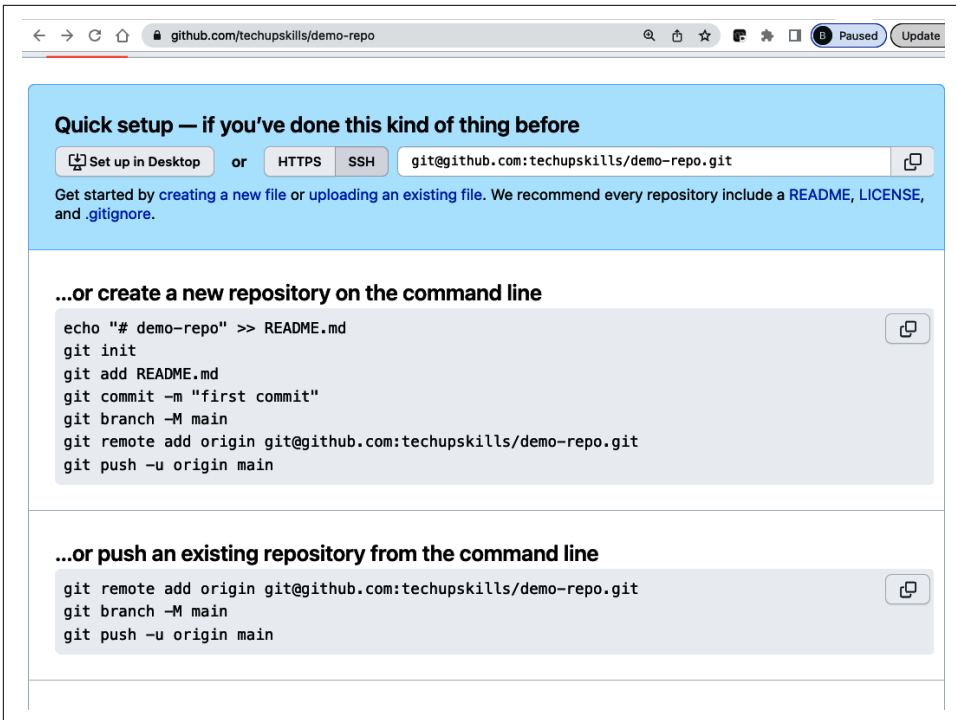 github.com/techupskills/demo-repo
B Paused
Update
Quick setup — if you've done this kind of thing before
Set up in Desktop or HTTPS SSH git@github.com:techupskills/demo-repo.git
Get started by creating a new file or uploading an existing file. We recommend every repository include a README, LICENSE,
and .gitignore.
...or create a new repository on the command line
echo "# demo-repo" >> README.md
git init
git add README.md
git commit -m "first commit"
git branch -M main
git remote add origin git@github.com:techupskills/demo-repo.git
git push -u origin main
...or push an existing repository from the command line
git remote add origin git@github.com:techupskills/demo-repo.git
git branch -M main
git push -u origin main